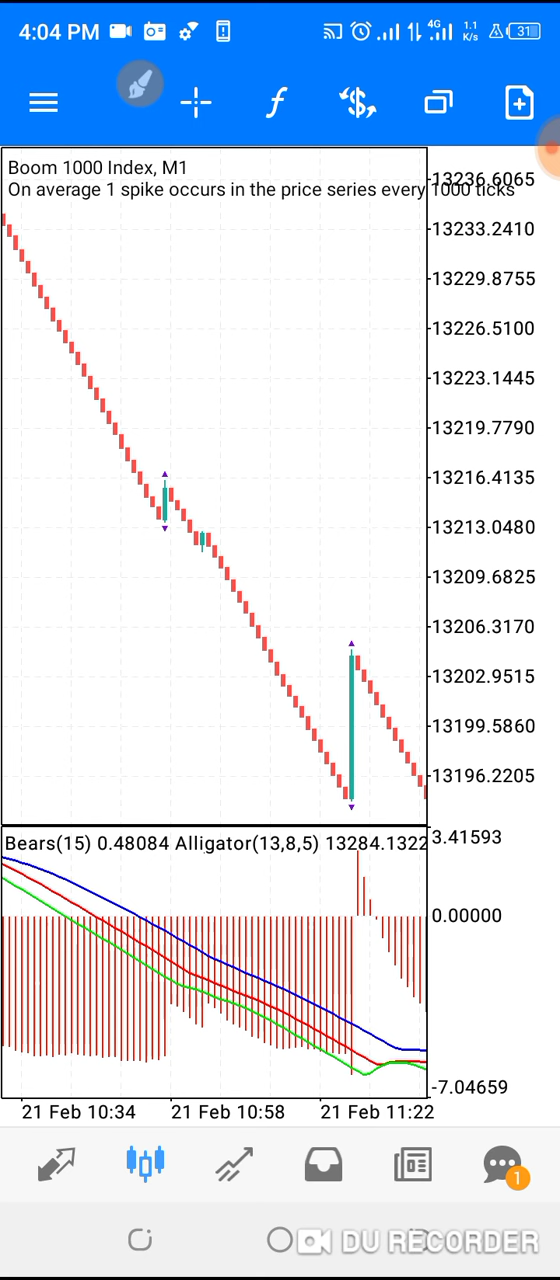 4:04 PM 4G 1.1 K/s 31
Boom 1000 Index, M1
On average 1 spike occurs in the price series every 1000 ticks
13236.6065
13233.2410
13229.8755
13226.5100
13223.1445
13219.7790
13216.4135
13213.0480
13209.6825
13206.3170
13202.9515
13199.5860
13196.2205
Bears(15) 0.48084 Alligator(13,8,5) 13284.1322
3.41593
0.00000
-7.04659
21 Feb 10:34 21 Feb 10:58 21 Feb 11:22
1
DU RECORDER